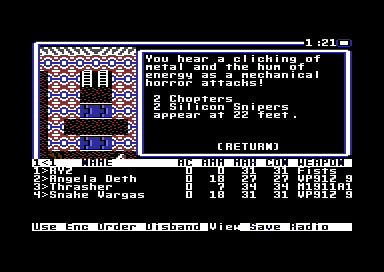 1:21
You hear a clicking of
metal and the hum of
energy as a mechanical
horror attacks!
2 Chopters
2 Silicon Snipers
appear at 22 feet.
[RETURN]
1<1 NAME AC AMM MAX CON WEAPON
1>AYZ 0 0 31 31 Fists
2>Angela Deth 0 18 27 27 VP912 9
3>Thrasher 0 7 34 34 M1911A1
4>Snake Vargas 0 18 31 31 VP912 9
Use Enc Order Disband View Save Radio